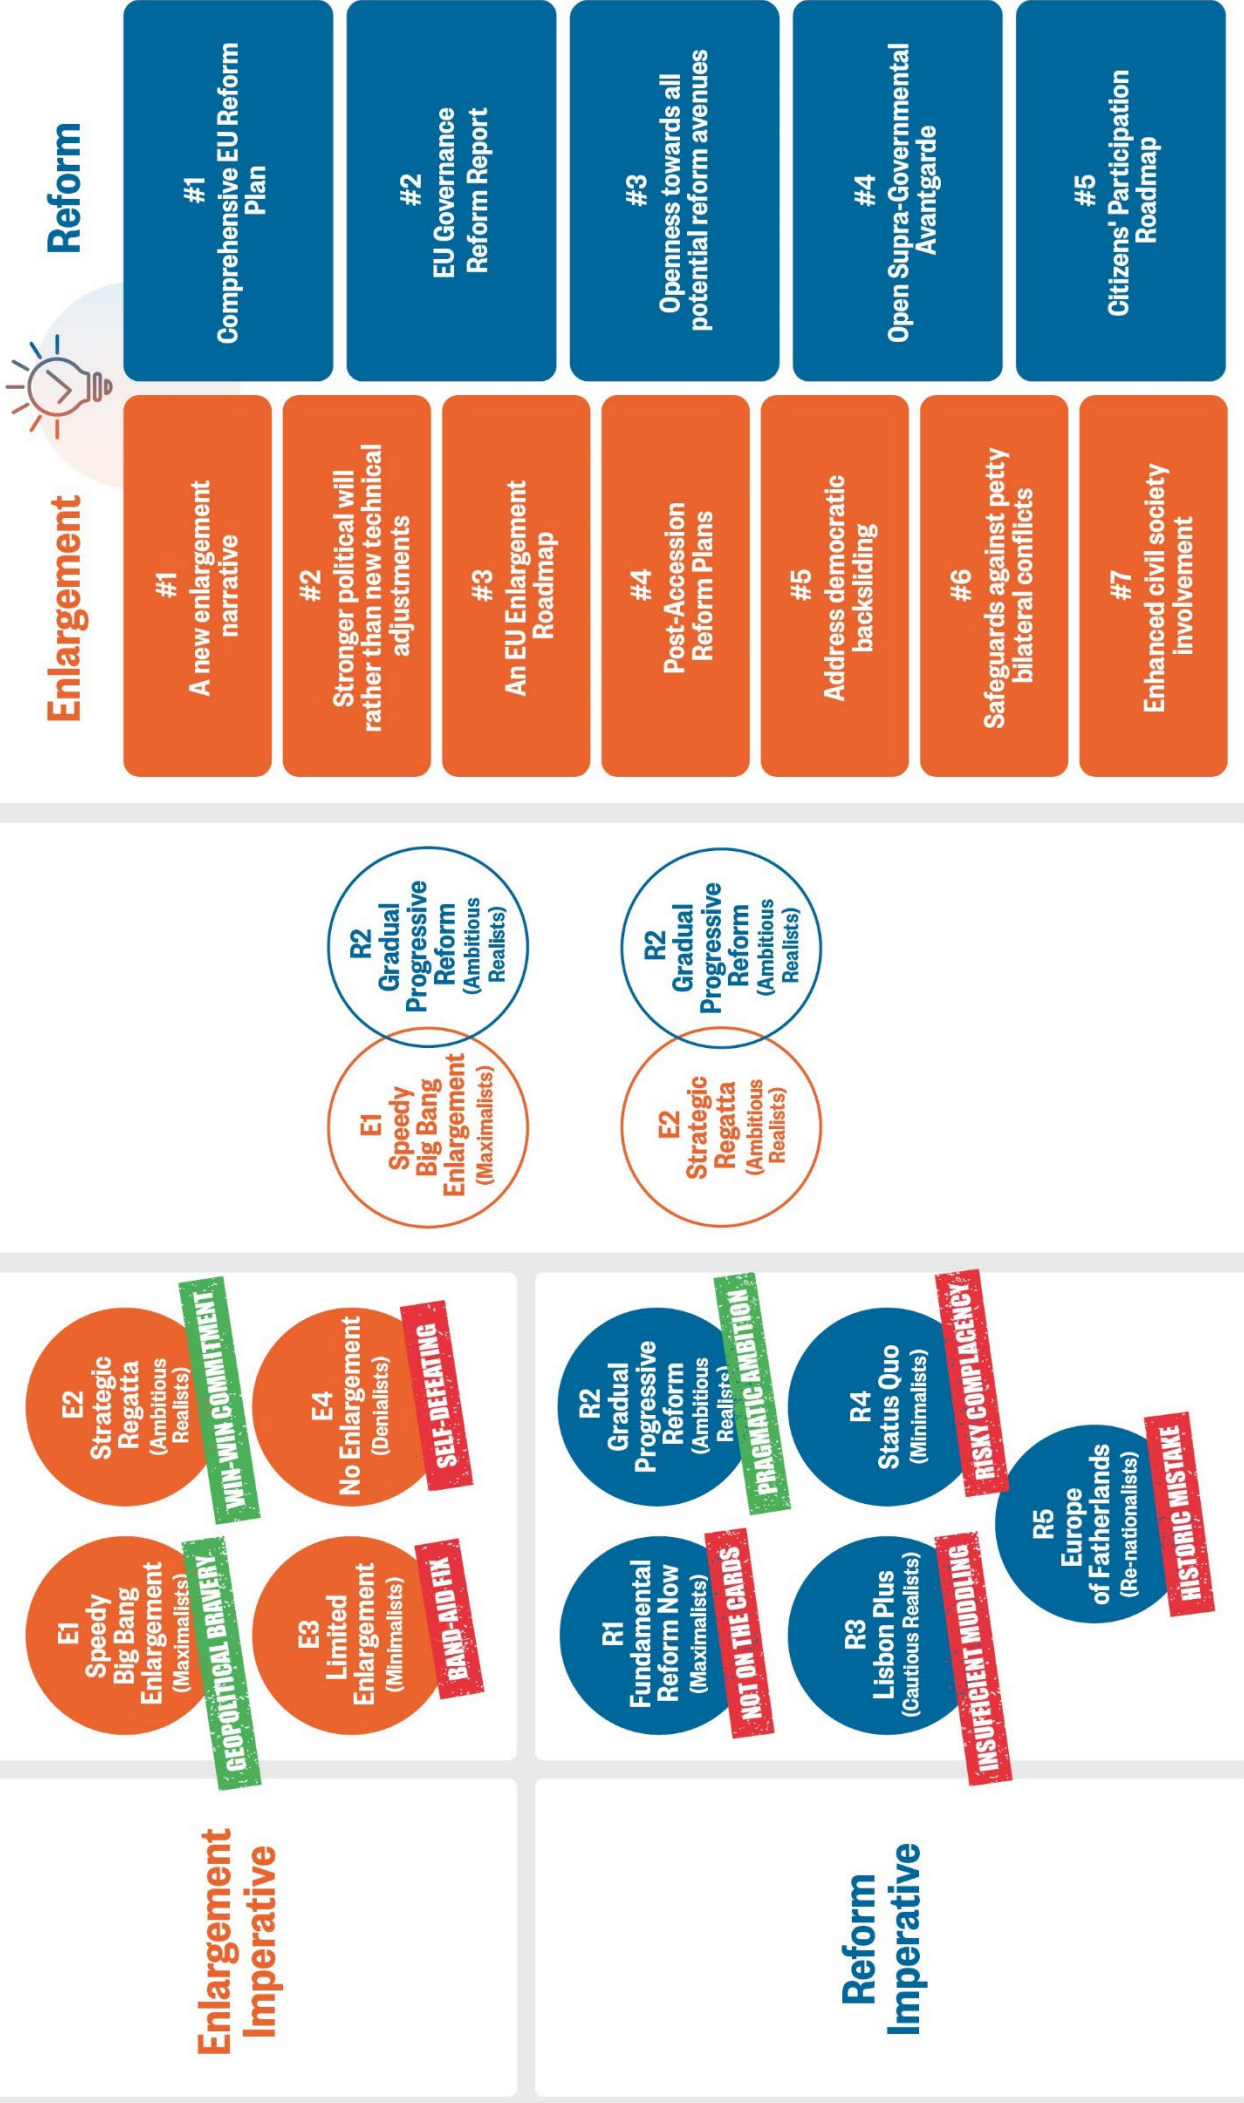 Enlargement
Imperative
Reform
Imperative
E1
Speedy
Big Bang
Enlargement
(Maximalists)
GEOPOLITICAL BRAVERY
E2
Strategic
Regatta
(Ambitious
Realists)
WIN-WIN COMMITMENT
E3
Limited
Enlargement
(Minimalists)
BAND-AID FIX
E4
No Enlargement
(Denialists)
SELF-DEFEATING
R1
Fundamental
Reform Now
(Maximalists)
NOT ON THE CARDS
R2
Gradual
Progressive
Reform
(Ambitious
Realists)
PRAGMATIC AMBITION
R3
Lisbon Plus
(Cautious Realists)
INSUFICIENT MUDDLING
R4
Status Quo
(Minimalists)
RISKY COMPLACENCY
R5
Europe
of Fatherlands
(Re-nationalists)
HISTORIC MISTAKE
E1
Speedy
Big Bang
Enlargement
(Maximalists)
R2
Gradual
Progressive
Reform
(Ambitious
Realists)
E2
Strategic
Regatta
(Ambitious
Realists)
R2
Gradual
Progressive
Reform
(Ambitious
Realists)
Enlargement
#1
A new enlargement
narrative
#2
Stronger political will
rather than new technical
adjustments
#3
An EU Enlargement
Roadmap
#4
Post-Accession
Reform Plans
#5
Address democratic
backsliding
#6
Safeguards against petty
bilateral conflicts
#7
Enhanced civil society
involvement
Reform
#1
Comprehensive EU Reform
Plan
#2
EU Governance
Reform Report
#3
Openness towards all
potential reform avenues
#4
Open Supra-Governmental
Avantgarde
#5
Citizens' Participation
Roadmap